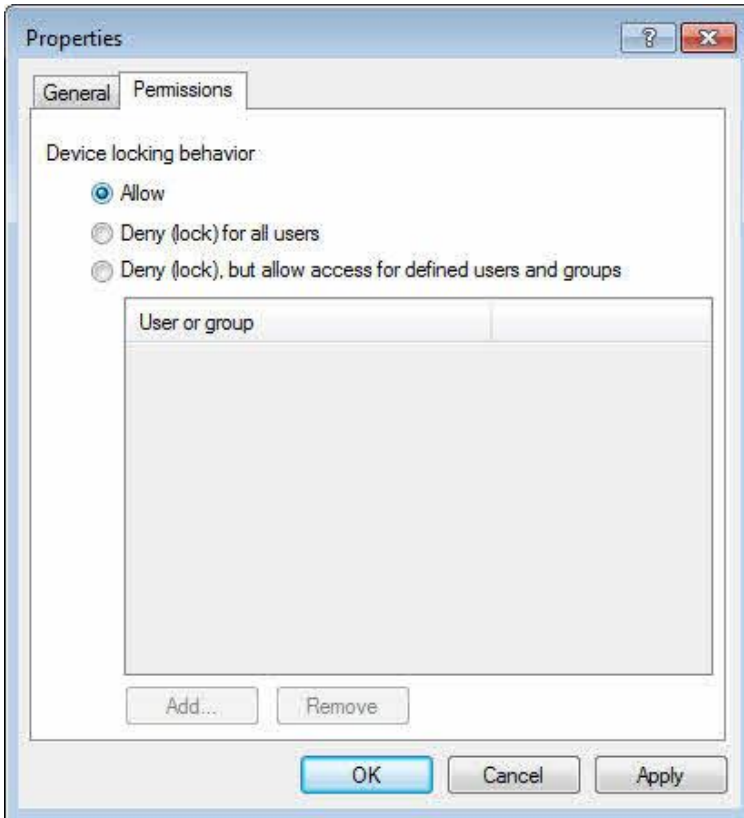 Properties
General
Permissions
Device locking behavior
Allow
Deny (lock) for all users
Deny (lock), but allow access for defined users and groups
User or group
Add...
Remove
OK
Cancel
Apply